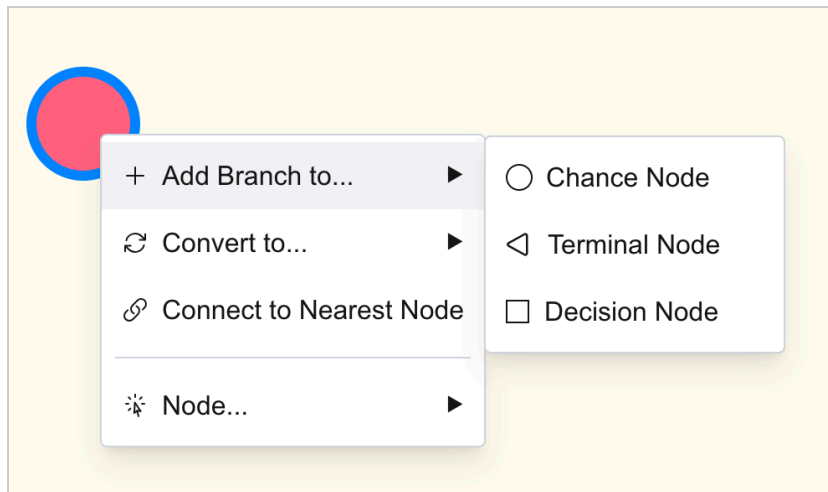 Add Branch to...
Convert to...
Connect to Nearest Node
Node...
Chance Node
Terminal Node
Decision Node